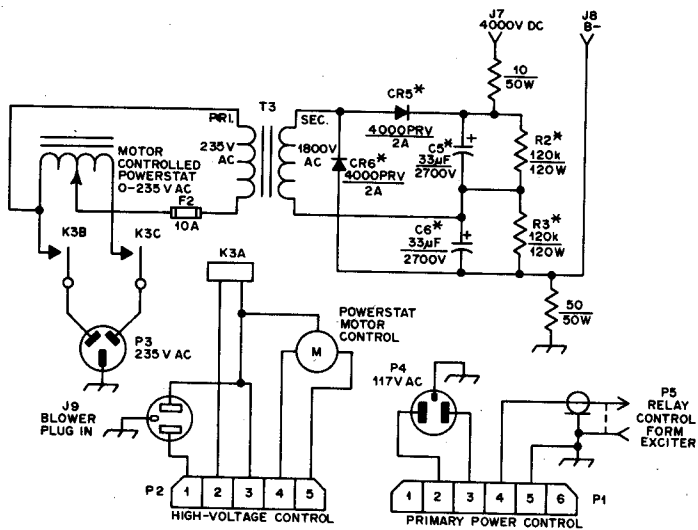 J7
4000V DC
J8
B-
10
50W
PRI.
T3
SEC.
CR5*
4000PRV
2A
235V
AC
1800V
AC
CR6*
4000PRV
2A
C5*
33µF
2700V
R2*
120k
120W
MOTOR
CONTROLLED
POWERSTAT
0-235 V AC
F2
10A
C6*
33µF
2700V
R3*
120k
120W
K3B
K3C
K3A
50
50W
P3
235V AC
POWERSTAT
MOTOR
CONTROL
M
P4
117V AC
J9
BLOWER
PLUG IN
P5
RELAY
CONTROL
FORM
EXCITER
P2 1 2 3 4 5
HIGH-VOLTAGE CONTROL
1 2 3 4 5 6 P1
PRIMARY POWER CONTROL